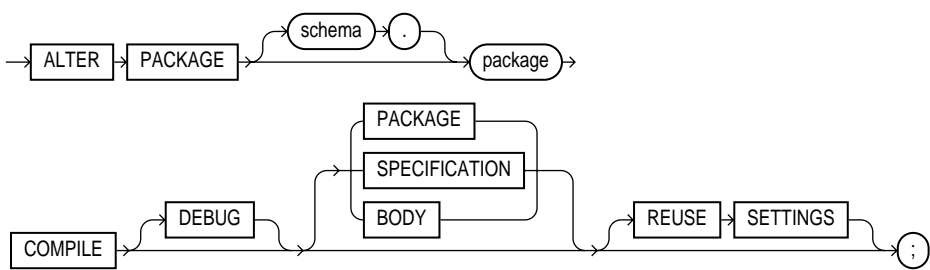 schema .
ALTER PACKAGE package
PACKAGE
SPECIFICATION
DEBUG BODY REUSE SETTINGS
COMPILE ;